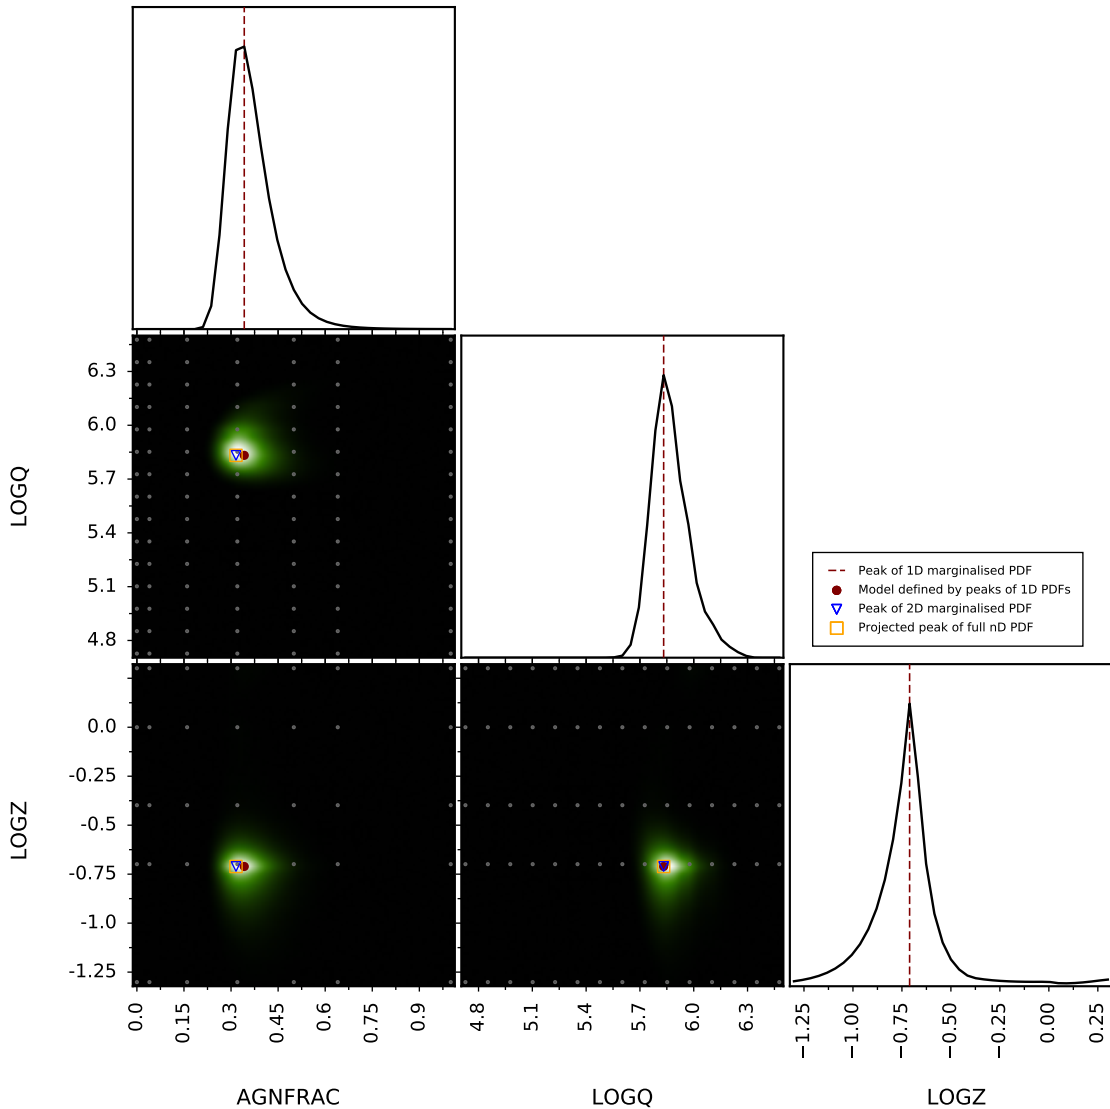 6.3
6.0
5.7
5.4
5.1
4.8
LOGQ
Peak of 1D marginalised PDF
Model defined by peaks of 1D PDFs
Peak of 2D marginalised PDF
Projected peak of full nD PDF
0.0
-0.25
-0.5
-0.75
-1.0
-1.25
LOGZ
0.0 0.15 0.3 0.45 0.6 0.75 0.9
4.8 5.1 5.4 5.7 6.0 6.3
−1.25 −1.00 −0.75 −0.50 −0.25 0.00 0.25
AGNFRAC LOGQ LOGZ